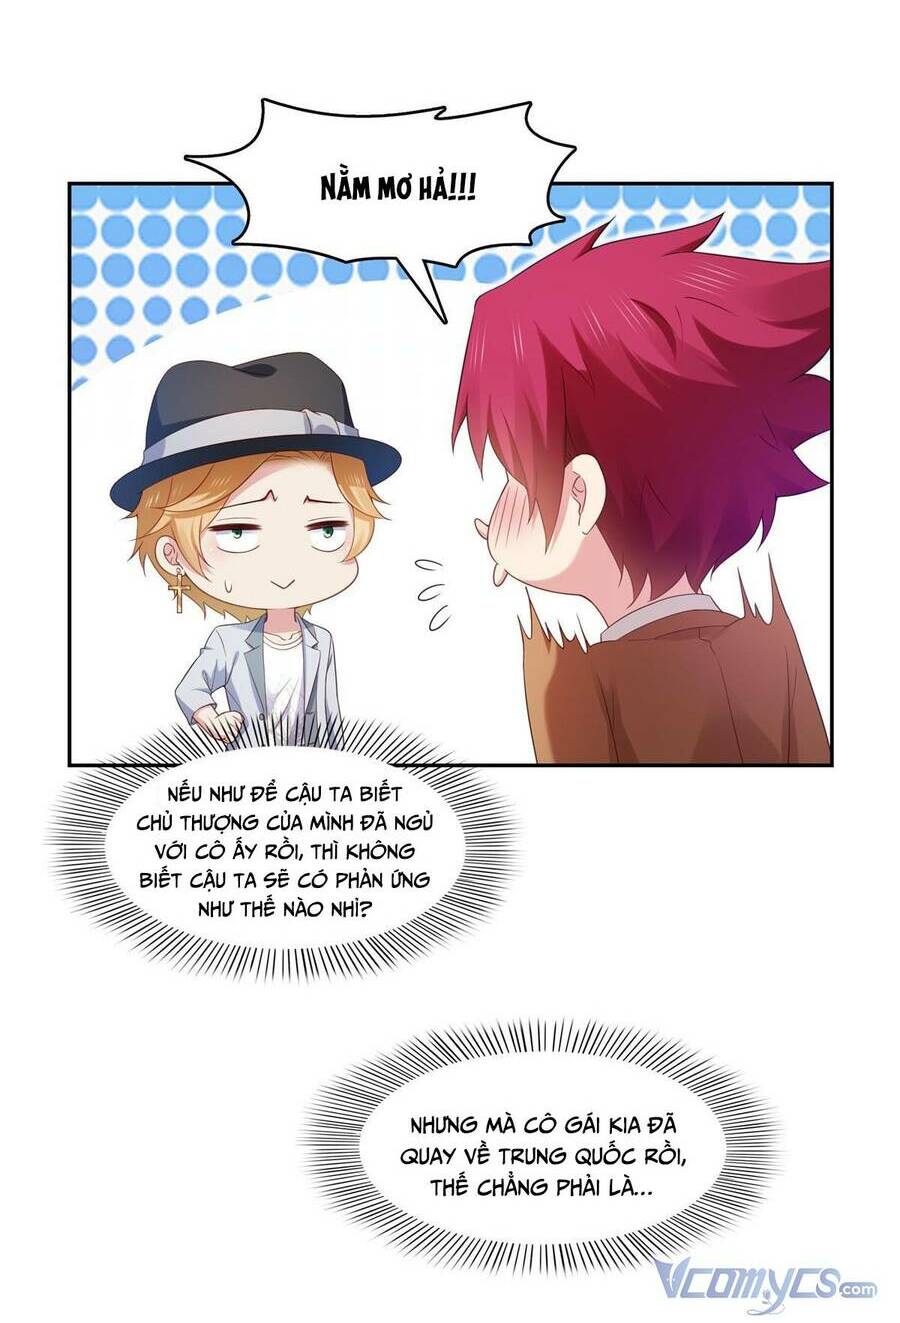 NẰM MƠ HẢ!!!
NẾU NHƯ ĐỂ CẬU TA BIẾT
CHỦ THƯỢNG CỦA MÌNH ĐÃ NGỦ
VỚI CÔ ẤY RỒI, THÌ KHÔNG
BIẾT CẬU TA SẼ CÓ PHẢN ỨNG
NHƯ THẾ NÀO NHỈ?
NHƯNG MÀ CÔ GÁI KIA ĐÃ
QUAY VỀ TRUNG QUỐC RỒI,
THẾ CHẲNG PHẢI LÀ...
VCOMYCS.com